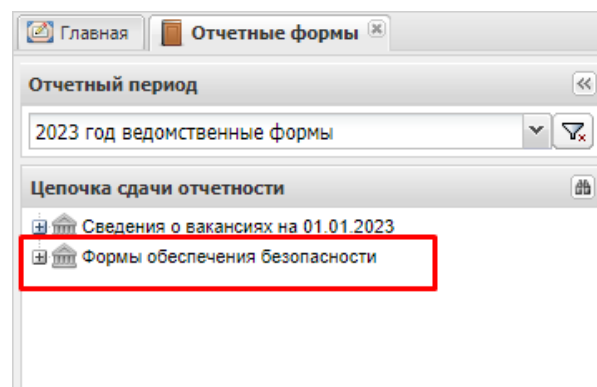 Главная Отчетные формы
Отчетный период
2023 год ведомственные формы
Цепочка сдачи отчетности
Сведения о вакансиях на 01.01.2023
Формы обеспечения безопасности